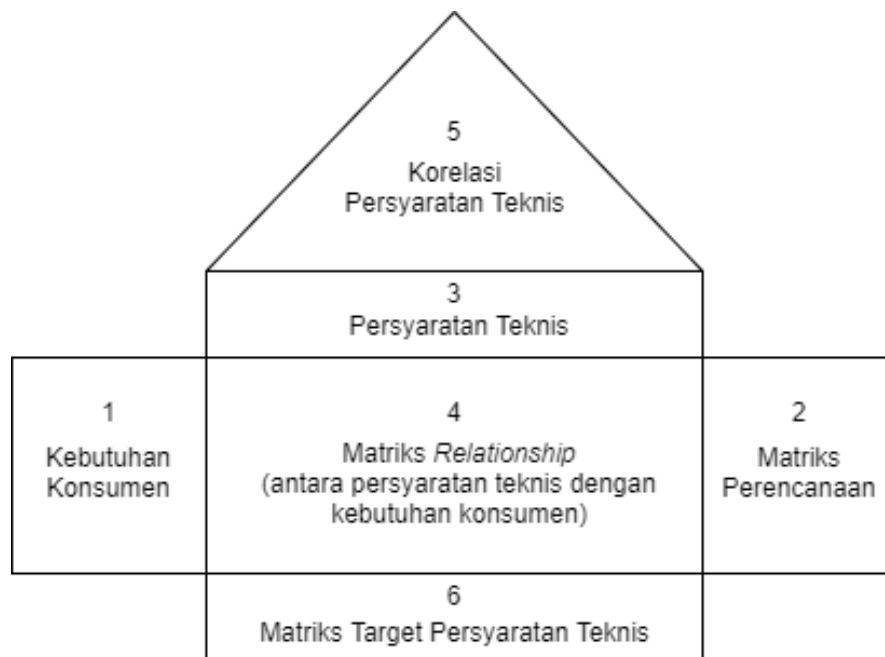 5
Korelasi
Persyaratan Teknis
3
Persyaratan Teknis
1
Kebutuhan
Konsumen
4
Matriks Relationship
(antara persyaratan teknis dengan
kebutuhan konsumen)
2
Matriks
Perencanaan
6
Matriks Target Persyaratan Teknis